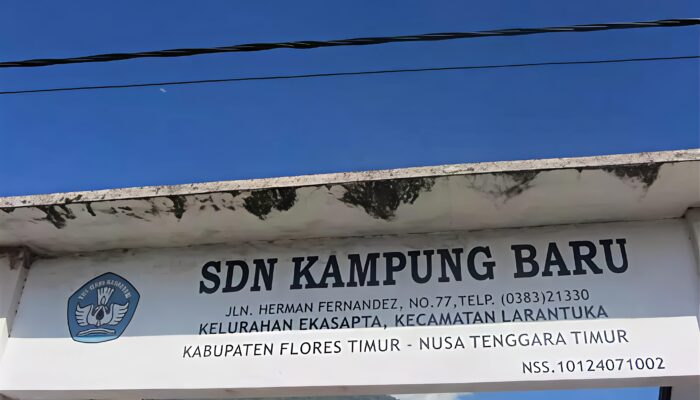 SDN KAMPUNG BARU
JLN. HERMAN FERNANDEZ, NO.77,TELP. (0383)21330
KELURAHAN EKASAPTA, KECAMATAN LARANTUKA
KABUPATEN FLORES TIMUR - NUSA TENGGARA TIMUR
NSS.10124071002